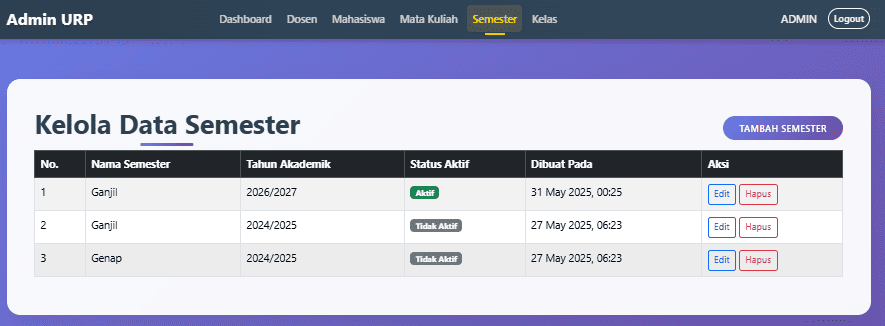 Admin URP Dashboard Dosen Mahasiswa Mata Kuliah Semester Kelas ADMIN Logout
Kelola Data Semester TAMBAH SEMESTER
No. Nama Semester Tahun Akademik Status Aktif Dibuat Pada Aksi
1 Ganjil 2026/2027 Aktif 31 May 2025, 00:25 Edit Hapus
2 Ganjil 2024/2025 Tidak Aktif 27 May 2025, 06:23 Edit Hapus
3 Genap 2024/2025 Tidak Aktif 27 May 2025, 06:23 Edit Hapus